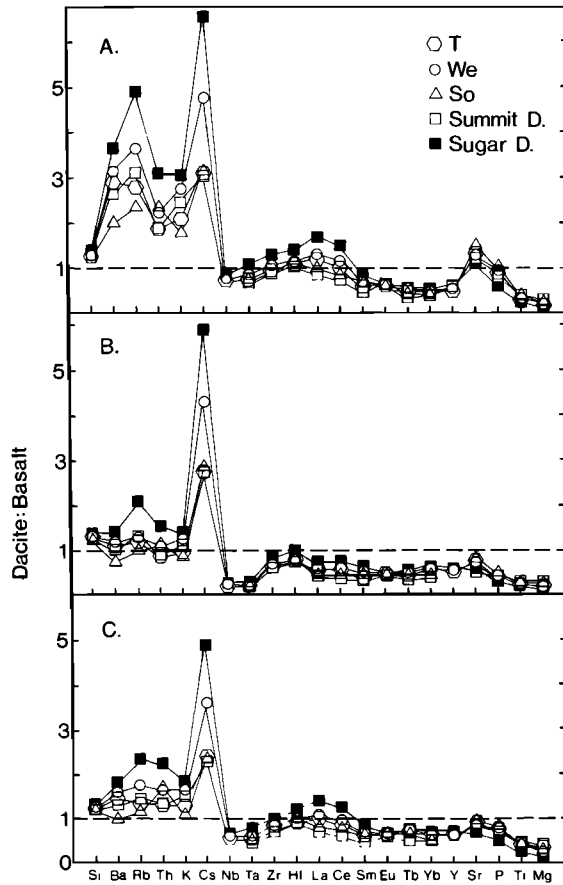 A.
T
We
So
Summit D.
Sugar D.
5
3
1
B.
5
3
1
Dacite:Basalt
C.
5
3
1
0
Si Ba Rb Th K Cs Nb Ta Zr Hf La Ce Sm Eu Tb Yb Y Sr P Ti Mg